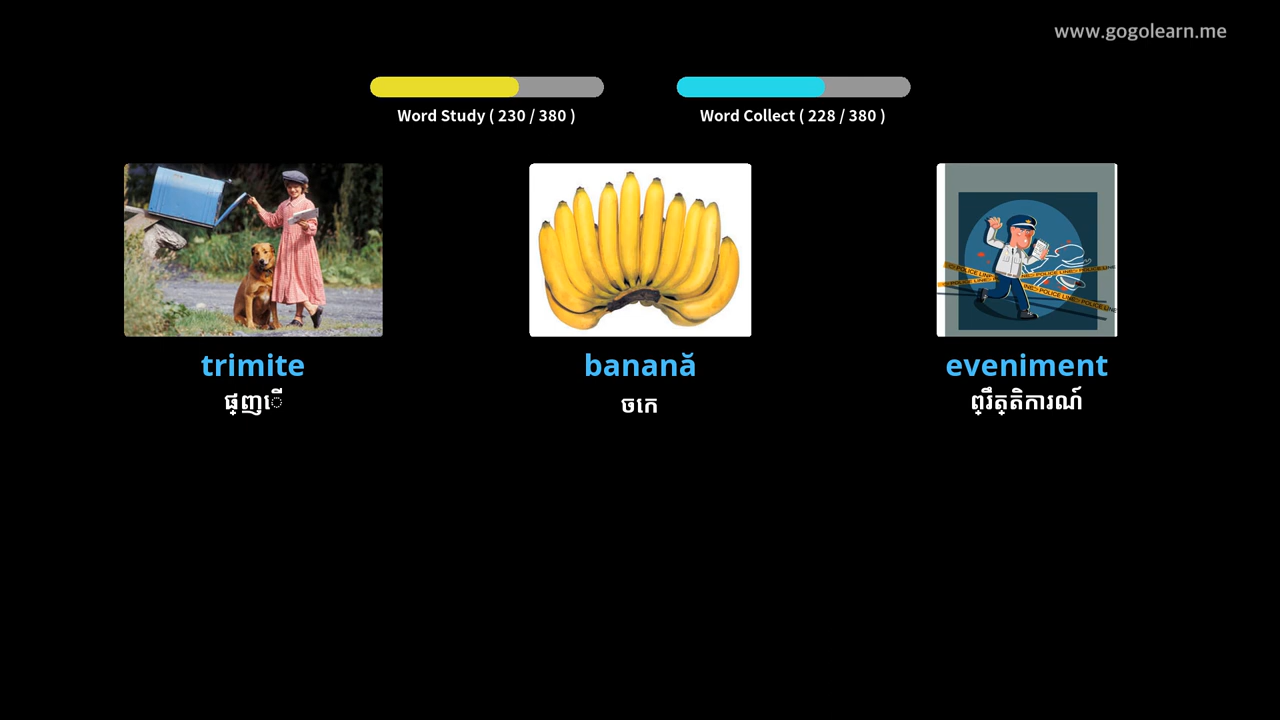 www.gogolearn.me
Word Study ( 230 / 380 )
Word Collect ( 228 / 380 )
trimite
ផ្ញើ
banană
ចេក
eveniment
ព្រឹត្តិការណ៍